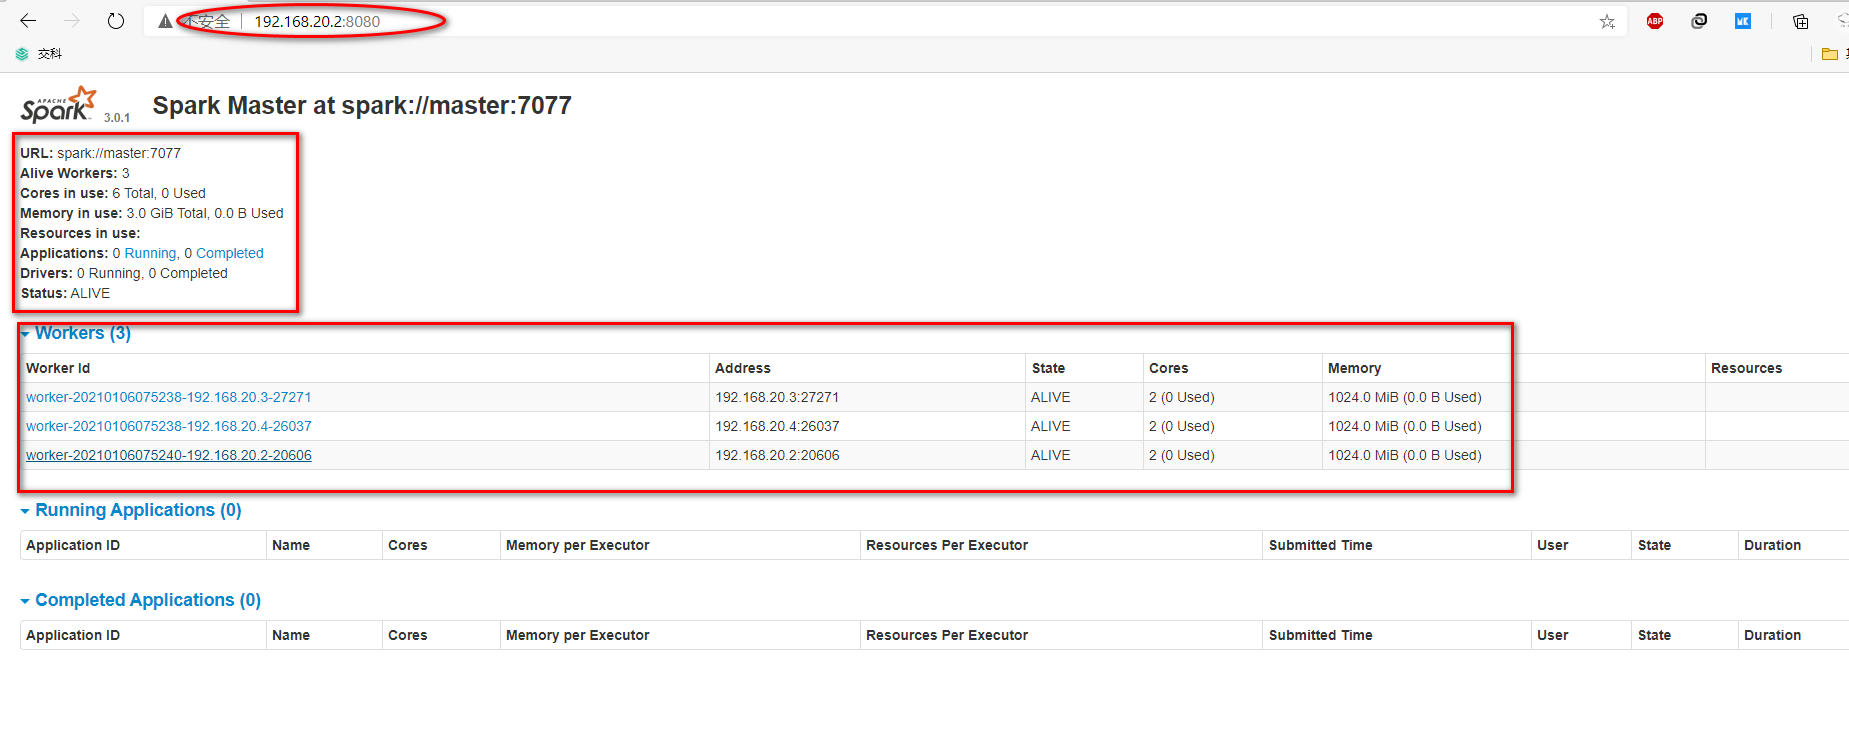 不安全 192.168.20.2:8080
ABP
交科
APACHE
Spark 3.0.1 Spark Master at spark://master:7077
URL: spark://master:7077
Alive Workers: 3
Cores in use: 6 Total, 0 Used
Memory in use: 3.0 GiB Total, 0.0 B Used
Resources in use:
Applications: 0 Running, 0 Completed
Drivers: 0 Running, 0 Completed
Status: ALIVE
Workers (3)
Worker Id Address State Cores Memory Resources
worker-20210106075238-192.168.20.3-27271 192.168.20.3:27271 ALIVE 2 (0 Used) 1024.0 MiB (0.0 B Used)
worker-20210106075238-192.168.20.4-26037 192.168.20.4:26037 ALIVE 2 (0 Used) 1024.0 MiB (0.0 B Used)
worker-20210106075240-192.168.20.2-20606 192.168.20.2:20606 ALIVE 2 (0 Used) 1024.0 MiB (0.0 B Used)
Running Applications (0)
Application ID Name Cores Memory per Executor Resources Per Executor Submitted Time User State Duration
Completed Applications (0)
Application ID Name Cores Memory per Executor Resources Per Executor Submitted Time User State Duration